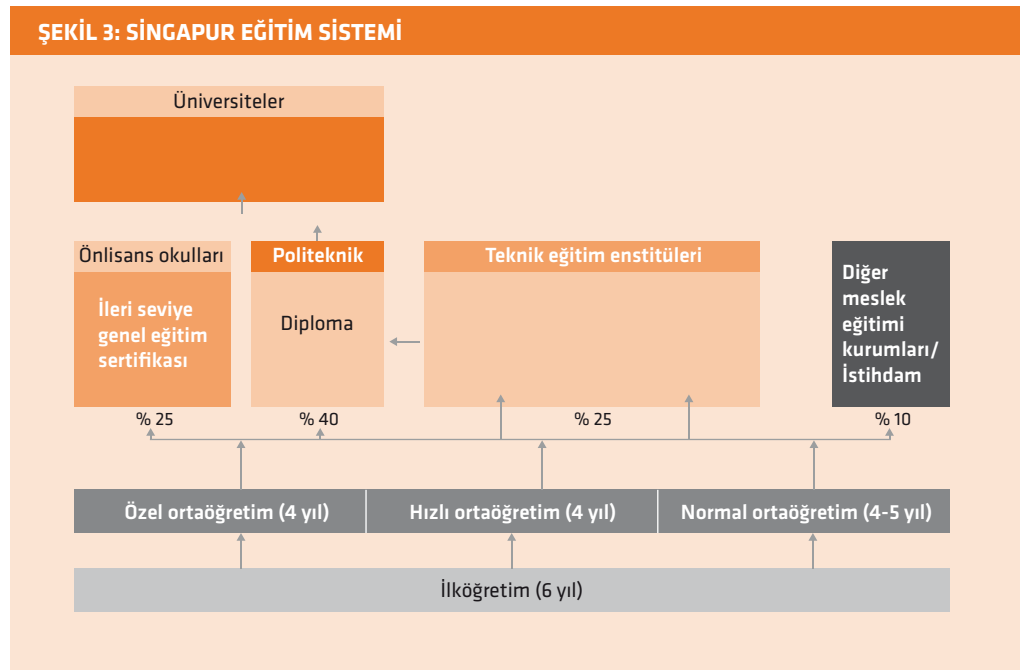 ŞEKİL 3: SİNGAPUR EĞİTİM SİSTEMİ
Üniversiteler
Önlisans okulları
İleri seviye
genel eğitim
sertifikası
Politeknik
Diploma
Teknik eğitim enstitüleri
Diğer
meslek
eğitimi
kurumları/
İstihdam
% 25
% 40
% 25
% 10
Özel ortaöğretim (4 yıl)
Hızlı ortaöğretim (4 yıl)
Normal ortaöğretim (4-5 yıl)
İlköğretim (6 yıl)